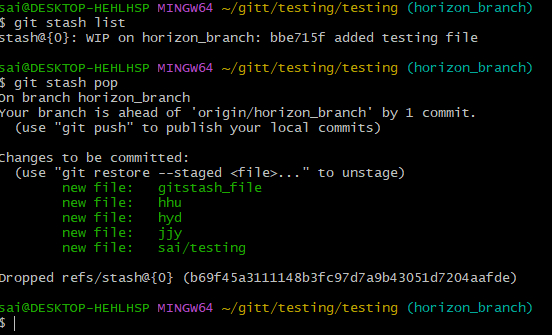 sai@DESKTOP-HEHLHSP MINGW64 ~/gitt/testing/testing (horizon_branch)
$ git stash list
stash@{0}: WIP on horizon_branch: bbe715f added testing file
sai@DESKTOP-HEHLHSP MINGW64 ~/gitt/testing/testing (horizon_branch)
$ git stash pop
On branch horizon_branch
Your branch is ahead of 'origin/horizon_branch' by 1 commit.
  (use "git push" to publish your local commits)
Changes to be committed:
  (use "git restore --staged <file>..." to unstage)
        new file:   gitstash_file
        new file:   hhu
        new file:   hyd
        new file:   jjy
        new file:   sai/testing
Dropped refs/stash@{0} (b69f45a3111148b3fc97d7a9b43051d7204aafde)
sai@DESKTOP-HEHLHSP MINGW64 ~/gitt/testing/testing (horizon_branch)
$